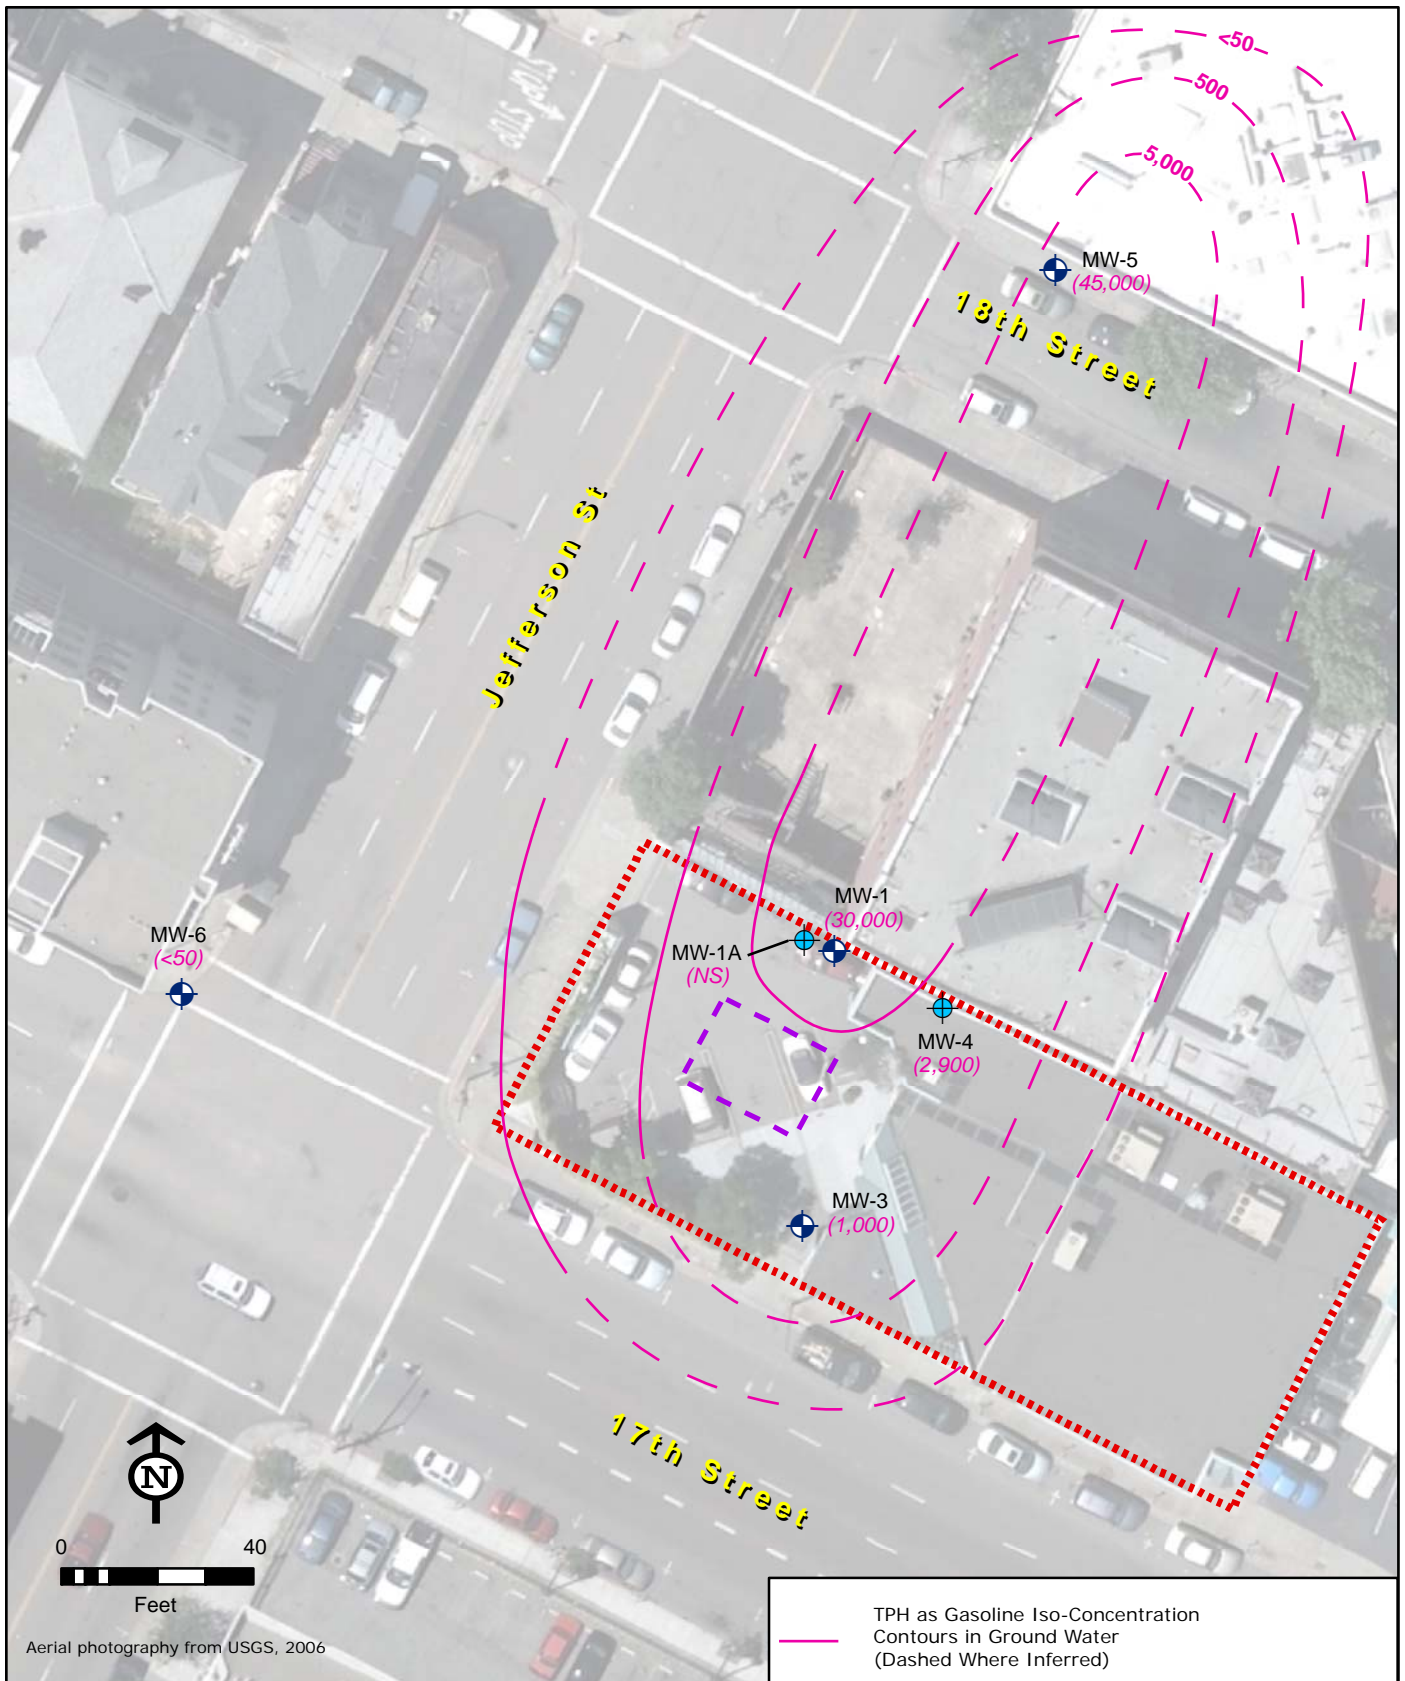 <50
500
5,000
MW-5
(45,000)
18th Street
STOP
Jefferson St
MW-1
(30,000)
MW-1A
(NS)
MW-6
(<50)
MW-4
(2,900)
MW-3
(1,000)
17th Street
N
0 40
Feet
Aerial photography from USGS, 2006
TPH as Gasoline Iso-Concentration
Contours in Ground Water
(Dashed Where Inferred)